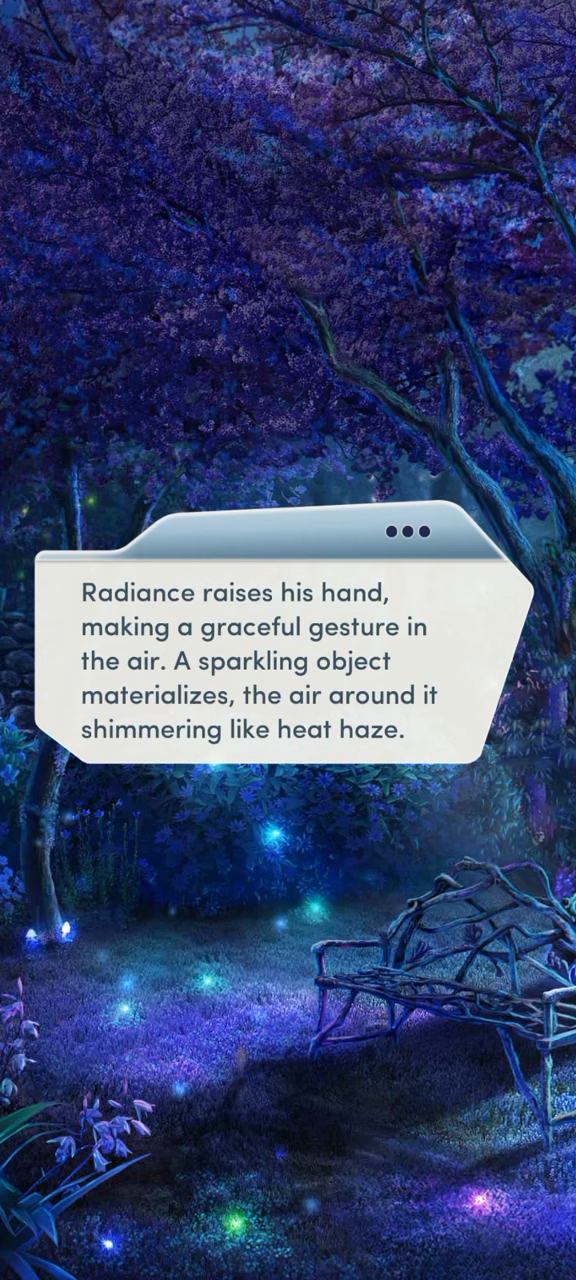 Radiance raises his hand,
making a graceful gesture in
the air. A sparkling object
materializes, the air around it
shimmering like heat haze.